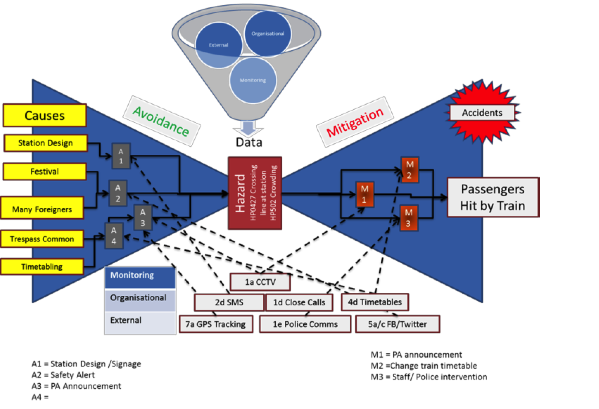 External
Organisational
Monitoring
Causes
Avoidance
Data
Mitigation
Accidents
Station Design
Festival
Many Foreigners
Trespass Common
Timetabling
A
1
A
2
A
3
A
4
Hazard
HP0427 Crossing
line at station
HP502 Crowding
M
1
M
2
M
3
Passengers
Hit by Train
Monitoring
Organisational
External
1a CCTV
2d SMS
1d Close Calls
4d Timetables
7a GPS Tracking
1e Police Comms
5a/c FB/Twitter
A1 = Station Design /Signage
A2 = Safety Alert
A3 = PA Announcement
A4 =
M1 = PA announcement
M2 =Change train timetable
M3 = Staff/ Police intervention